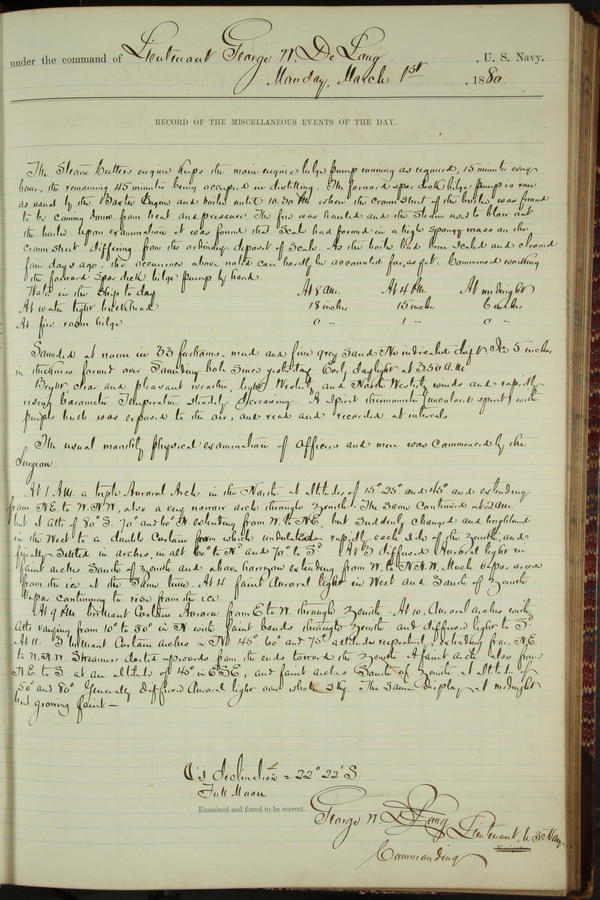 under the command of Lieutenant George W. De Long, U. S. Navy,
Monday, March 1st, 1880.
RECORD OF THE MISCELLANEOUS EVENTS OF THE DAY.
The Steam Cutters engine keeps the main engine bilge pump running as required, 15 minutes every
hour, the remaining 45 minutes being occupied in distilling. The forward spar deck bilge pump is run
as usual by the Baxter Engine and boiler until 10.30 PM when the crown sheet of the boiler was found
to be coming down from heat and pressure. The fire was hauled and the steam used to blow out
the boiler. Upon examination it was found that Scale had formed in a high spongy mass on the
crown sheet differing from the ordinary deposit of Scale. As the boiler had been Scaled and cleaned
few days ago, the occurrence above noted can hardly be accounted for, as yet. Commenced working
the forward Spar deck bilge pump by hand.
Water in the Ship to day At 8 AM. At 4 PM. At midnight
At water tight bulkhead 18 inches 15 inch 6 inches
At fire room bilge 0 " 1 " 0 "
Sounded at noon in 33 fathoms - mud and fine grey Sand No indicated drift. Ice 5 inches
in thickness formed over Sounding hole Since yesterday. Early daylight at 3.50 A.M.
Bright clear and pleasant weather, light Westerly and North Westerly winds and rapidly
rising barometer. Temperature steadily decreasing. A Spirit thermometer (uncolored spirit) with
purple bulb was exposed to the air, and read and recorded at intervals.
The usual monthly physical examination of Officers and men was commenced by the
Surgeon.
At 1 AM. a triple Auroral Arch in the North at altitudes of 15° 25° and 45° and extending
from NE to W.N.W, also a very narrow arch through Zenith. The Same Continued at 2 am.
but at alts of 80° S. 70° and 60° N extending from W. to N.E, but Suddenly changed and
in the West to a double Curtain from which undulated rapidly each side of the Zenith, and
finally Settled in arches, in alt 60° to N° and 70° to S° At 3 diffused Auroral light in
faint arches South of Zenith and above horizon extending from W. to N.N.W. Much vapor arose
from the ice at the Same time. At 4 faint Auroral light in West and South of Zenith.
Vapor continuing to rise from the ice.
At 9 PM brilliant Curtain Aurora from E to W. through Zenith. At 10. Auroral arches with
alts varying from 10° to 50° in N with faint bands through Zenith and diffused light to S°
At 11. 3 brilliant Curtain arches in N° 45° 60° and 75° altitudes respectively, extending from N.E.
to W.N.W. Streamers darted upwards from the ends toward the Zenith. A faint arch also from
N.E to S at an altitude of 45° in ESE, and faint arches South of Zenith at altitudes of
50° and 80° Generally diffused Auroral light over whole Sky. The Same Display at midnight
but growing faint —
☾'s declination = 22° 22' S.
Full Moon
Examined and found to be correct.
George W. De Long Lieutenant, U.S. Navy
Navigator.
Commanding